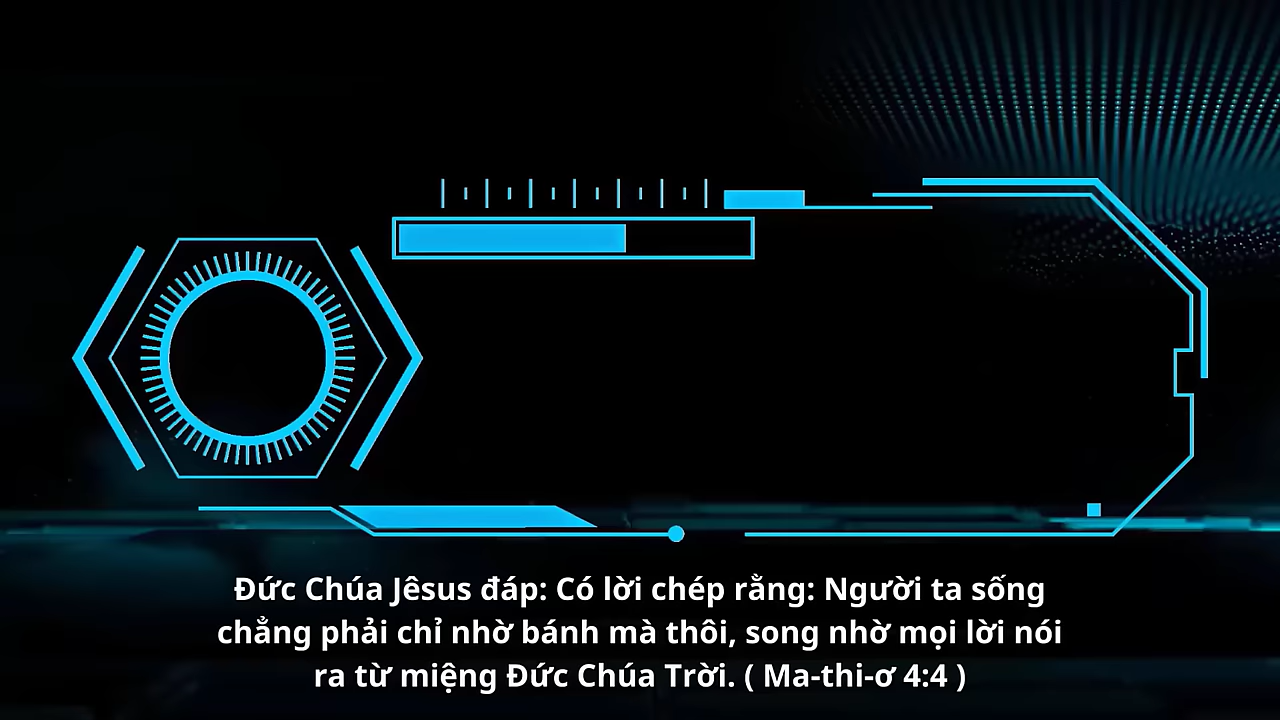 Đức Chúa Jêsus đáp: Có lời chép rằng: Người ta sống
chẳng phải chỉ nhờ bánh mà thôi, song nhờ mọi lời nói
ra từ miệng Đức Chúa Trời. ( Ma-thi-ơ 4:4 )